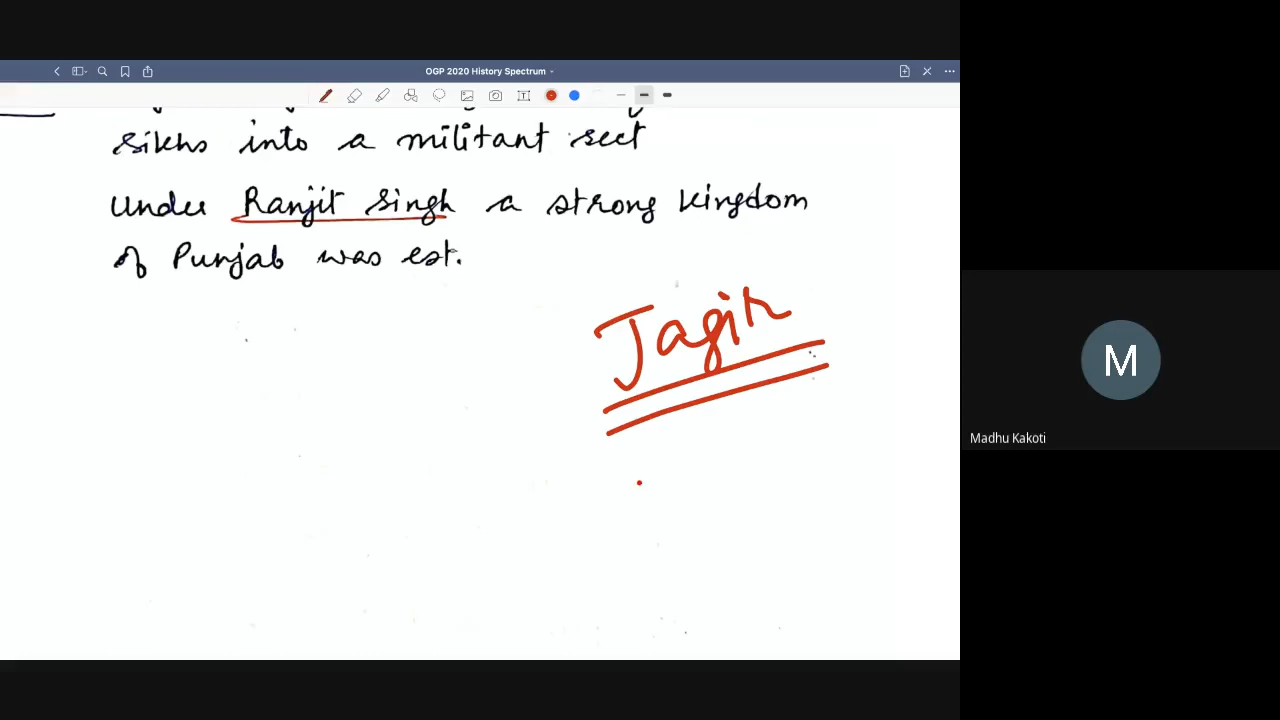 OGP 2020 History Spectrum
sikhs into a militant sect
Under Ranjit Singh a strong kingdom
of Punjab was est.
Jagir
M
Madhu Kakoti